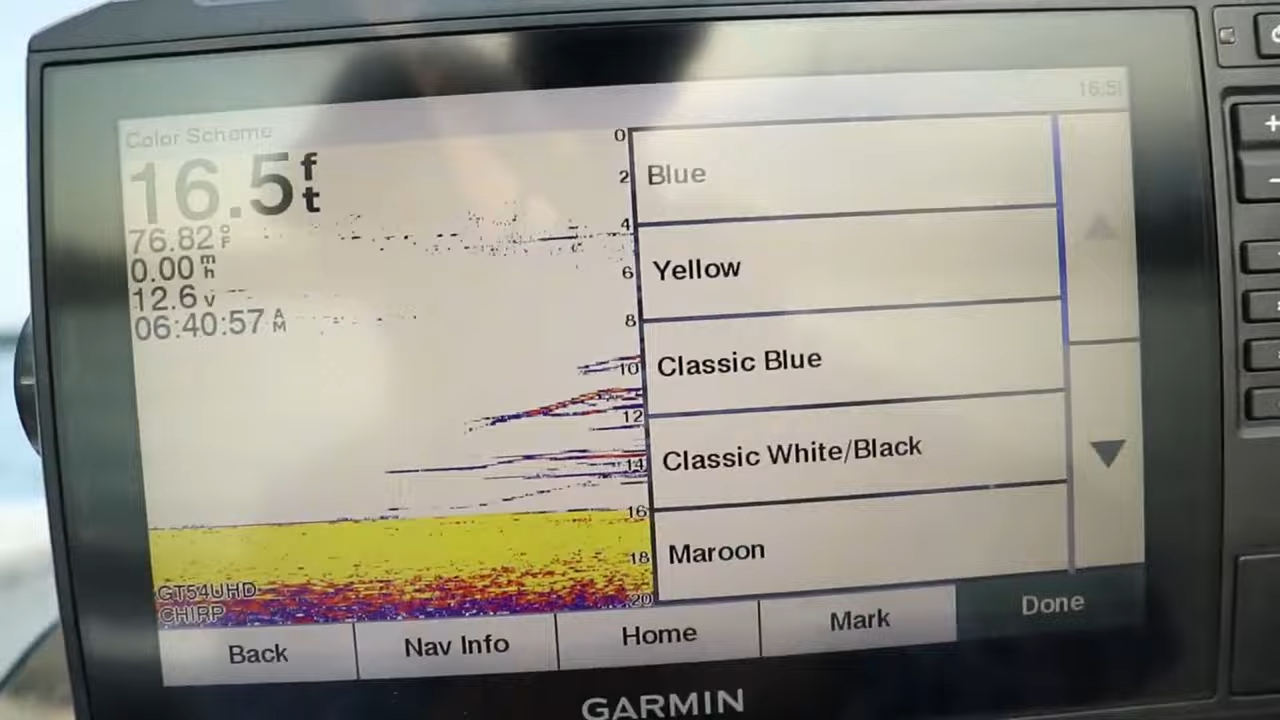 Color Scheme
16.5 ft
76.82 °F
0.00 mh
12.6 v
06:40:57 AM
0
2
4
6
8
10
12
14
16
18
20
Blue
Yellow
Classic Blue
Classic White/Black
Maroon
GT54UHD
CHIRP
Back
Nav Info
Home
Mark
Done
GARMIN